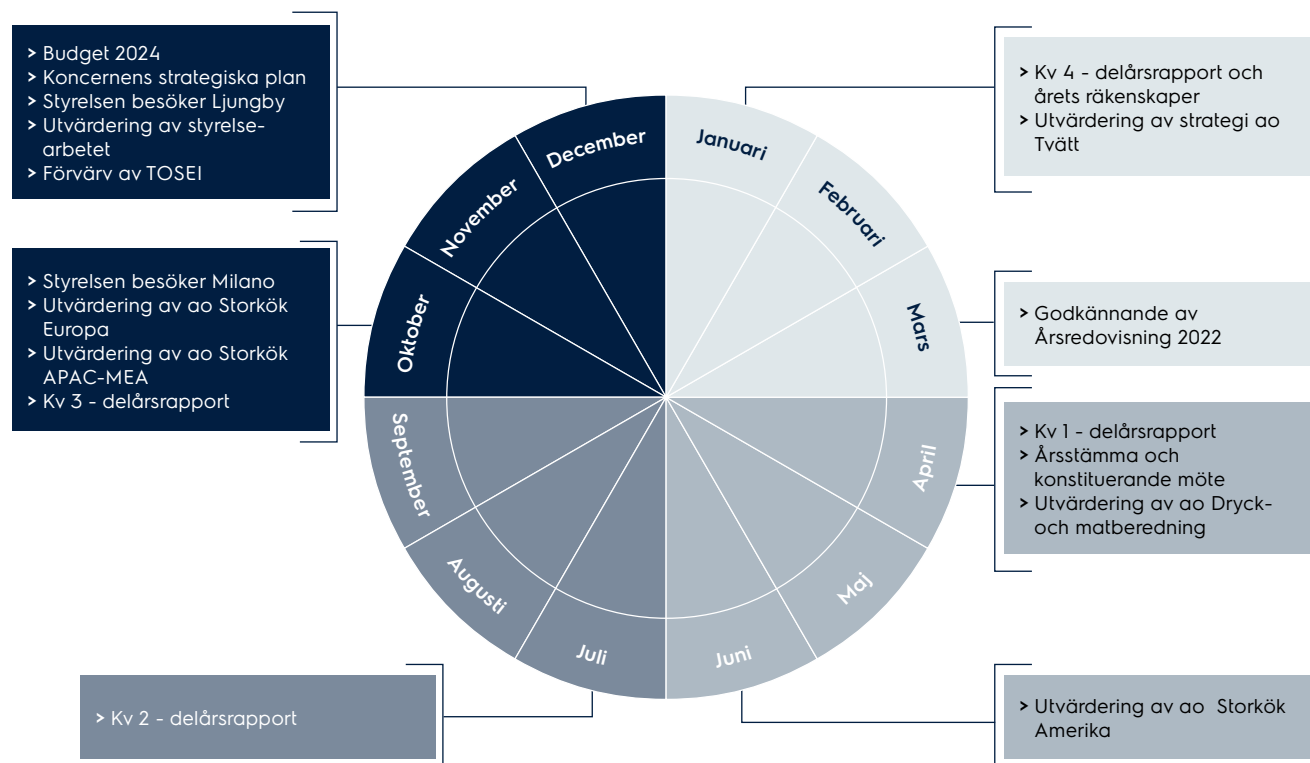 > Budget 2024
> Koncernens strategiska plan
> Styrelsen besöker Ljungby
> Utvärdering av styrelse-
arbetet
> Förvärv av TOSEI
> Kv 4 - delårsrapport och
årets räkenskaper
> Utvärdering av strategi ao
Tvätt
> Styrelsen besöker Milano
> Utvärdering av ao Storkök
Europa
> Utvärdering av ao Storkök
APAC-MEA
> Kv 3 - delårsrapport
> Godkännande av
Årsredovisning 2022
> Kv 1 - delårsrapport
> Årsstämma och
konstituerande möte
> Utvärdering av ao Dryck-
och matberedning
> Kv 2 - delårsrapport
> Utvärdering av ao Storkök
Amerika
Januari
Februari
Mars
April
Maj
Juni
Juli
Augusti
September
Oktober
November
December